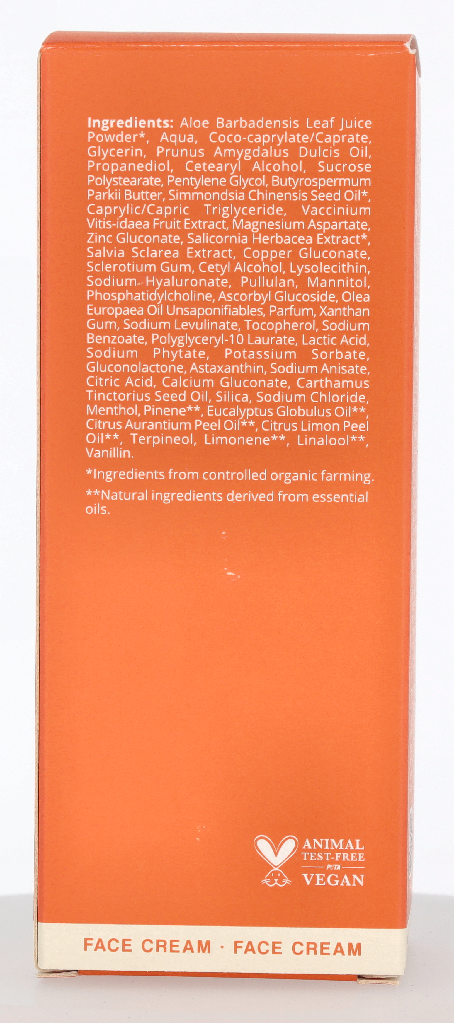 Ingredients: Aloe Barbadensis Leaf Juice
Powder*, Aqua, Coco-caprylate/Caprate,
Glycerin, Prunus Amygdalus Dulcis Oil,
Propanediol, Cetearyl Alcohol, Sucrose
Polystearate, Pentylene Glycol, Butyrospermum
Parkii Butter, Simmondsia Chinensis Seed Oil*,
Caprylic/Capric Triglyceride, Vaccinium
Vitis-idaea Fruit Extract, Magnesium Aspartate,
Zinc Gluconate, Salicornia Herbacea Extract*,
Salvia Sclarea Extract, Copper Gluconate,
Sclerotium Gum, Cetyl Alcohol, Lysolecithin,
Sodium Hyaluronate, Pullulan, Mannitol,
Phosphatidylcholine, Ascorbyl Glucoside, Olea
Europaea Oil Unsaponifiables, Parfum, Xanthan
Gum, Sodium Levulinate, Tocopherol, Sodium
Benzoate, Polyglyceryl-10 Laurate, Lactic Acid,
Sodium Phytate, Potassium Sorbate,
Gluconolactone, Astaxanthin, Sodium Anisate,
Citric Acid, Calcium Gluconate, Carthamus
Tinctorius Seed Oil, Silica, Sodium Chloride,
Menthol, Pinene**, Eucalyptus Globulus Oil**,
Citrus Aurantium Peel Oil**, Citrus Limon Peel
Oil**, Terpineol, Limonene**, Linalool**,
Vanillin.
*Ingredients from controlled organic farming.
**Natural ingredients derived from essential
oils.
ANIMAL
TEST-FREE
PETA
VEGAN
FACE CREAM · FACE CREAM